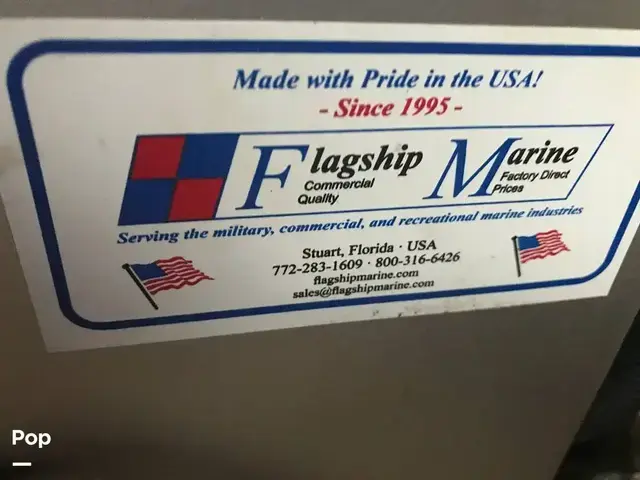 Made with Pride in the USA!
- Since 1995 -
Flagship Marine
Commercial Quality
Factory Direct Prices
Serving the military, commercial, and recreational marine industries
Stuart, Florida · USA
772-283-1609 · 800-316-6426
flagshipmarine.com
sales@flagshipmarine.com
Pop